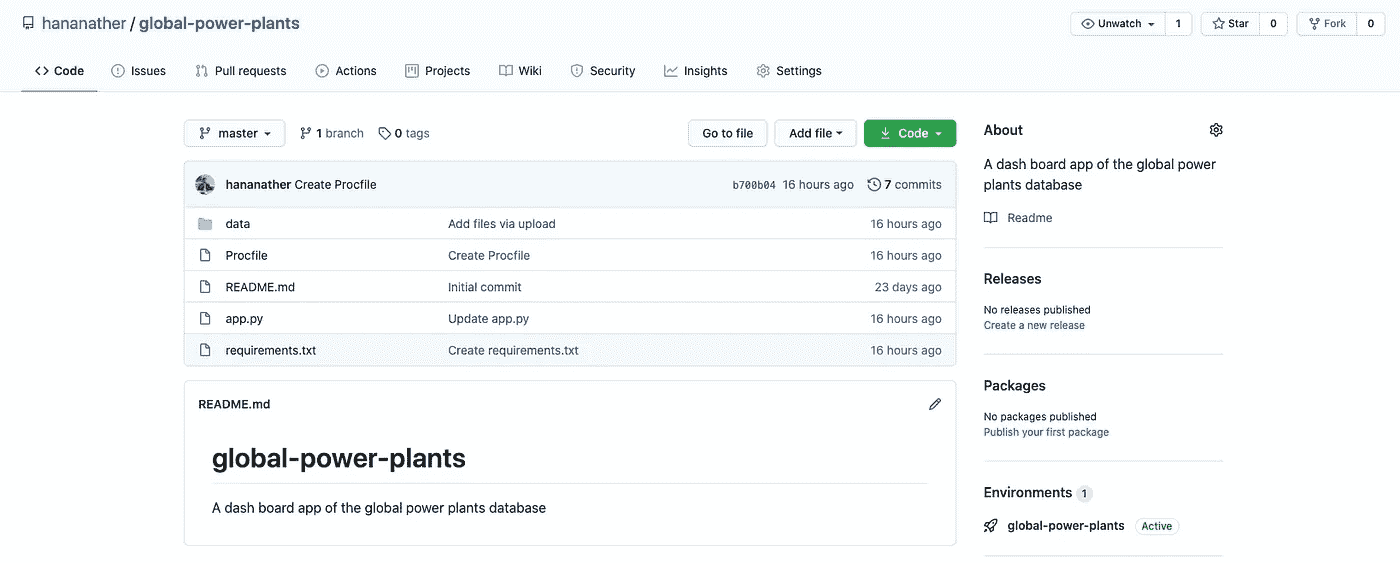 hananather / global-power-plants
Unwatch 1 Star 0 Fork 0
Code Issues Pull requests Actions Projects Wiki Security Insights Settings
master 1 branch 0 tags Go to file Add file Code
hananather Create Procfile b700b04 16 hours ago 7 commits
data Add files via upload 16 hours ago
Procfile Create Procfile 16 hours ago
README.md Initial commit 23 days ago
app.py Update app.py 16 hours ago
requirements.txt Create requirements.txt 16 hours ago
README.md
global-power-plants
A dash board app of the global power plants database
About
A dash board app of the global power
plants database
Readme
Releases
No releases published
Create a new release
Packages
No packages published
Publish your first package
Environments 1
global-power-plants Active